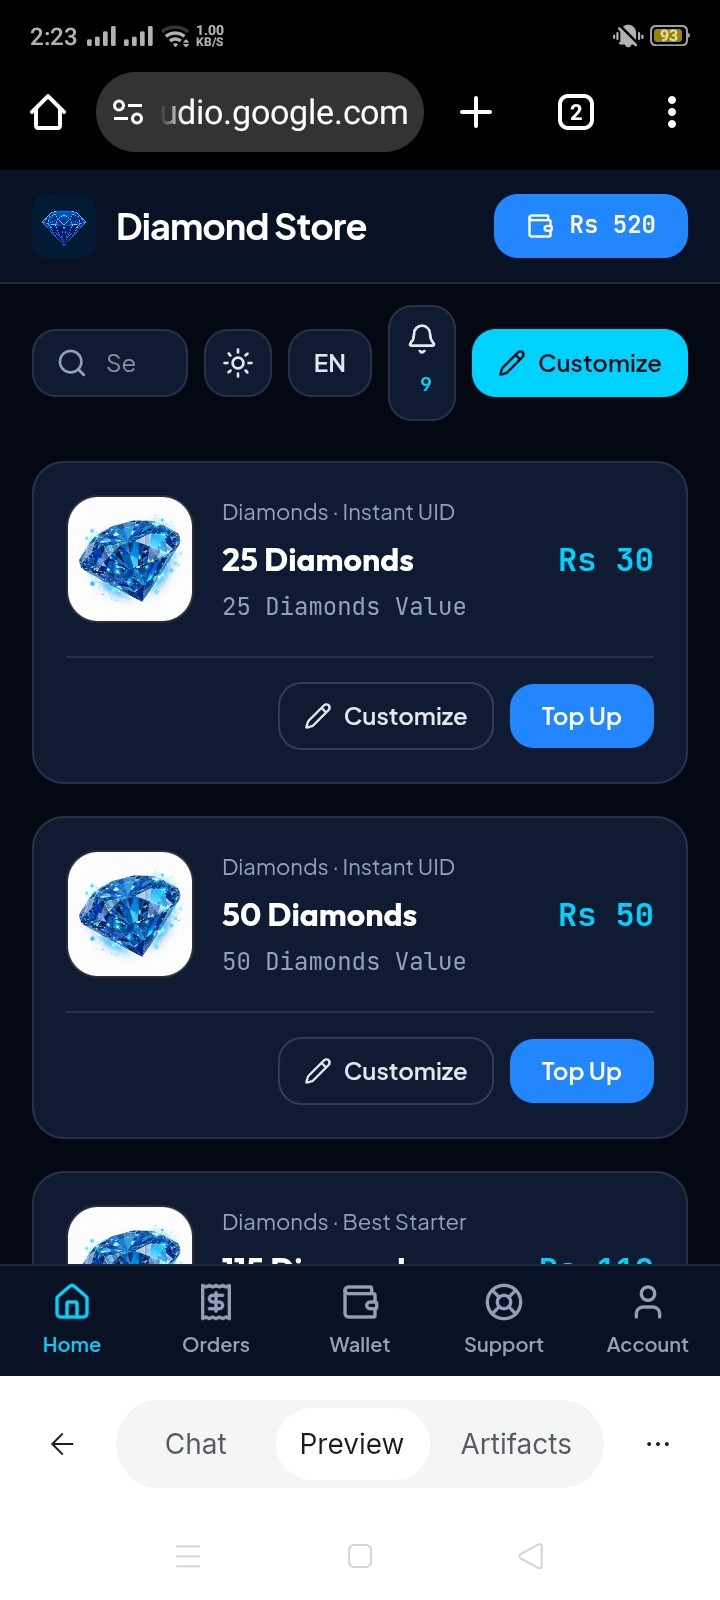 2:23 1.00 KB/S 93
udio.google.com 2
Diamond Store Rs 520
Se EN 9 Customize
Diamonds · Instant UID
25 Diamonds Rs 30
25 Diamonds Value
Customize Top Up
Diamonds · Instant UID
50 Diamonds Rs 50
50 Diamonds Value
Customize Top Up
Diamonds · Best Starter
Home Orders Wallet Support Account
Chat Preview Artifacts